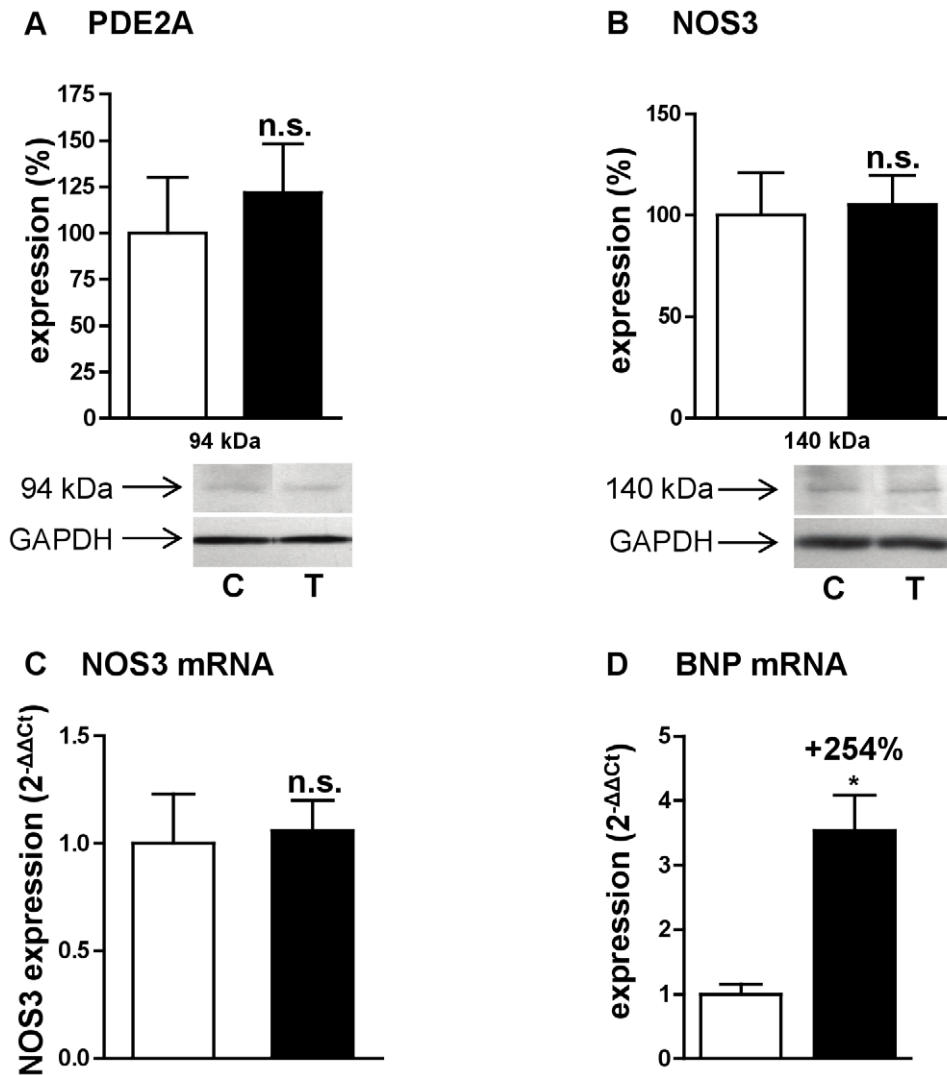 A PDE2A
expression (%)
175
150
125
100
75
50
25
0
n.s.
94 kDa
94 kDa
GAPDH
C T
B NOS3
expression (%)
150
100
50
0
n.s.
140 kDa
140 kDa
GAPDH
C T
C NOS3 mRNA
NOS3 expression (2^-ΔΔCt)
1.5
1.0
0.5
0.0
n.s.
D BNP mRNA
expression (2^-ΔΔCt)
5
4
3
2
1
0
+254%
*